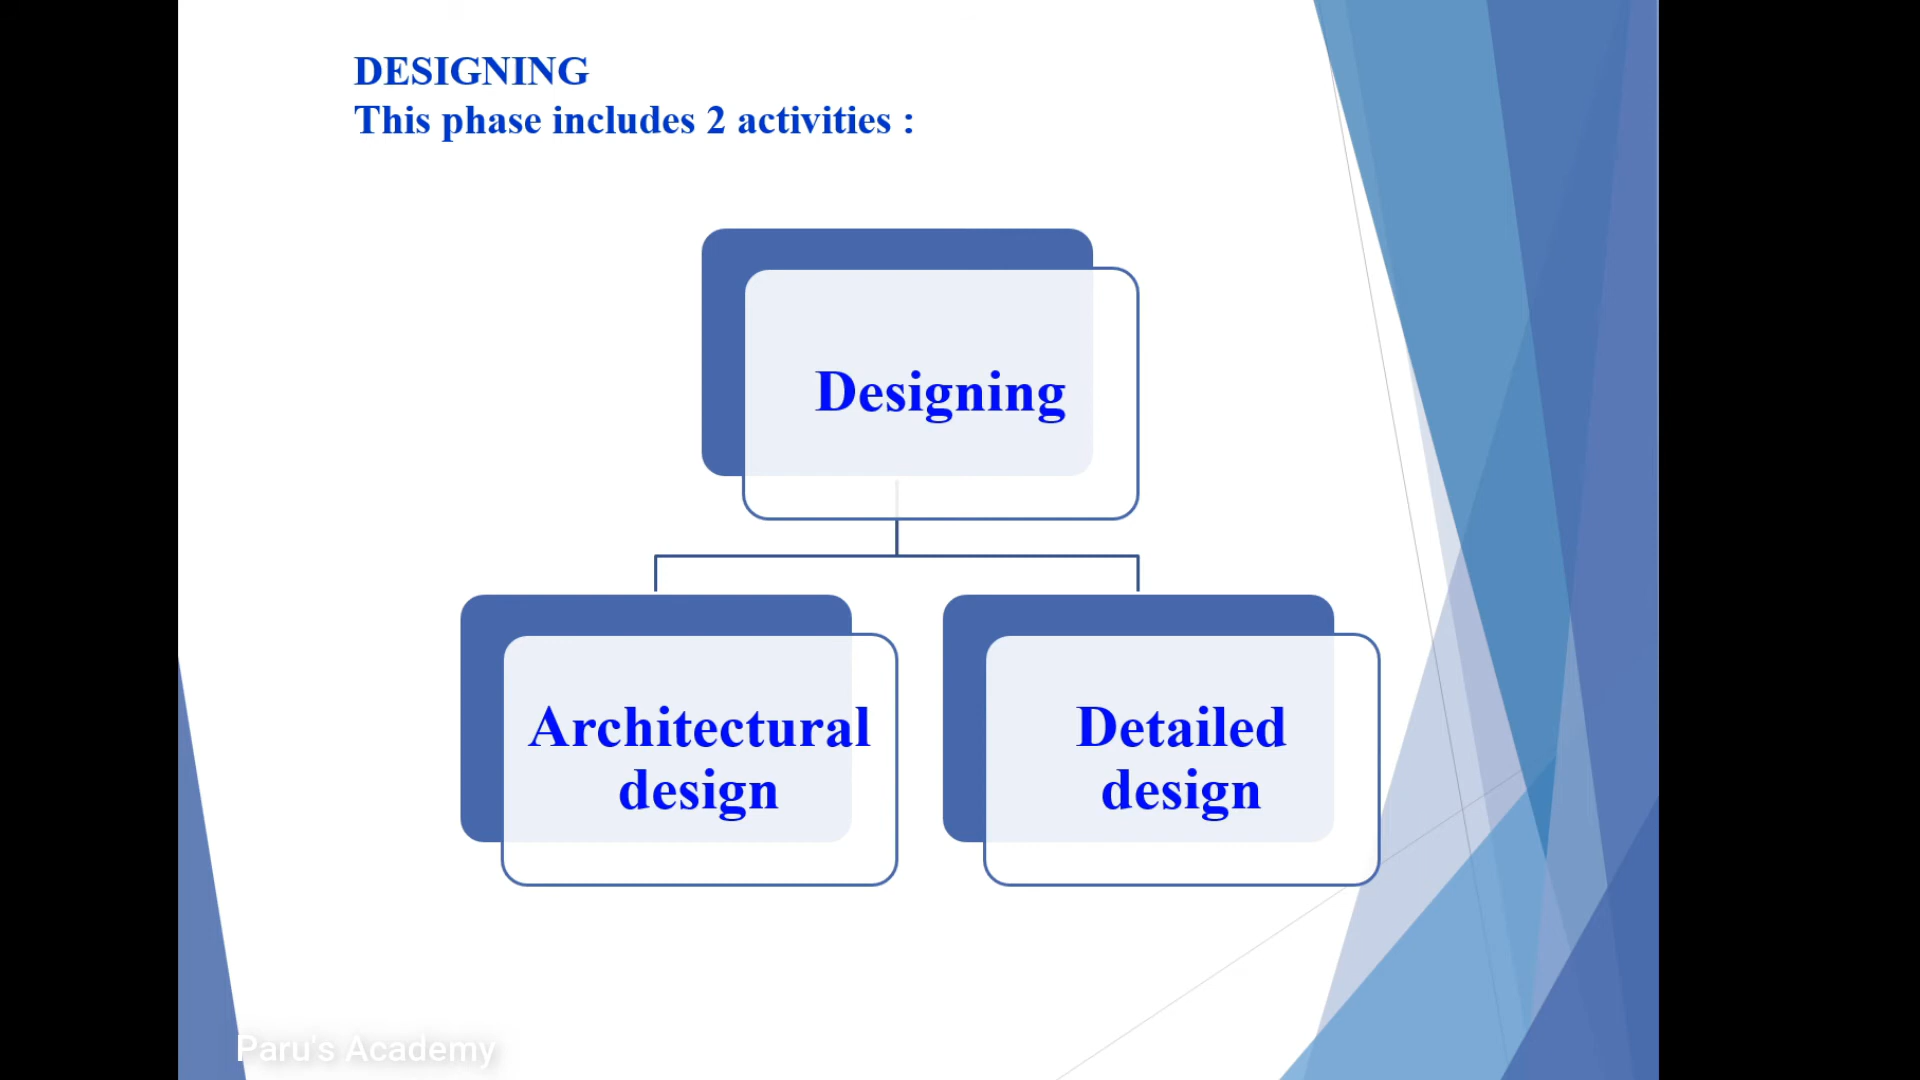 DESIGNING
This phase includes 2 activities :
Designing
Architectural
design
Detailed
design
Paru's Academy